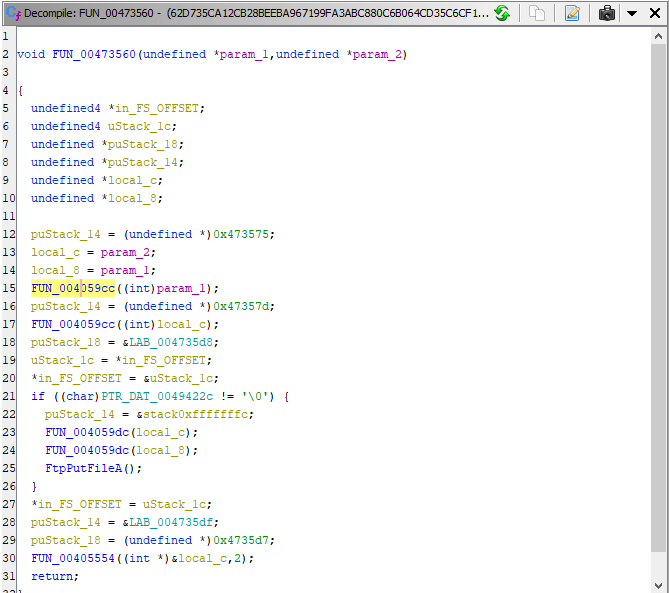 Decompile: FUN_00473560 - (62D735CA12CB28BEEBA967199FA3ABC880C6B064CD35C6CF1...
1
2 void FUN_00473560(undefined *param_1,undefined *param_2)
3
4 {
5 undefined4 *in_FS_OFFSET;
6 undefined4 uStack_1c;
7 undefined *puStack_18;
8 undefined *puStack_14;
9 undefined *local_c;
10 undefined *local_8;
11
12 puStack_14 = (undefined *)0x473575;
13 local_c = param_2;
14 local_8 = param_1;
15 FUN_004059cc((int)param_1);
16 puStack_14 = (undefined *)0x47357d;
17 FUN_004059cc((int)local_c);
18 puStack_18 = &LAB_004735d8;
19 uStack_1c = *in_FS_OFFSET;
20 *in_FS_OFFSET = &uStack_1c;
21 if ((char)PTR_DAT_0049422c != '\0') {
22 puStack_14 = &stack0xfffffffc;
23 FUN_004059dc(local_c);
24 FUN_004059dc(local_8);
25 FtpPutFileA();
26 }
27 *in_FS_OFFSET = uStack_1c;
28 puStack_14 = &LAB_004735df;
29 puStack_18 = (undefined *)0x4735d7;
30 FUN_00405554((int *)&local_c,2);
31 return;